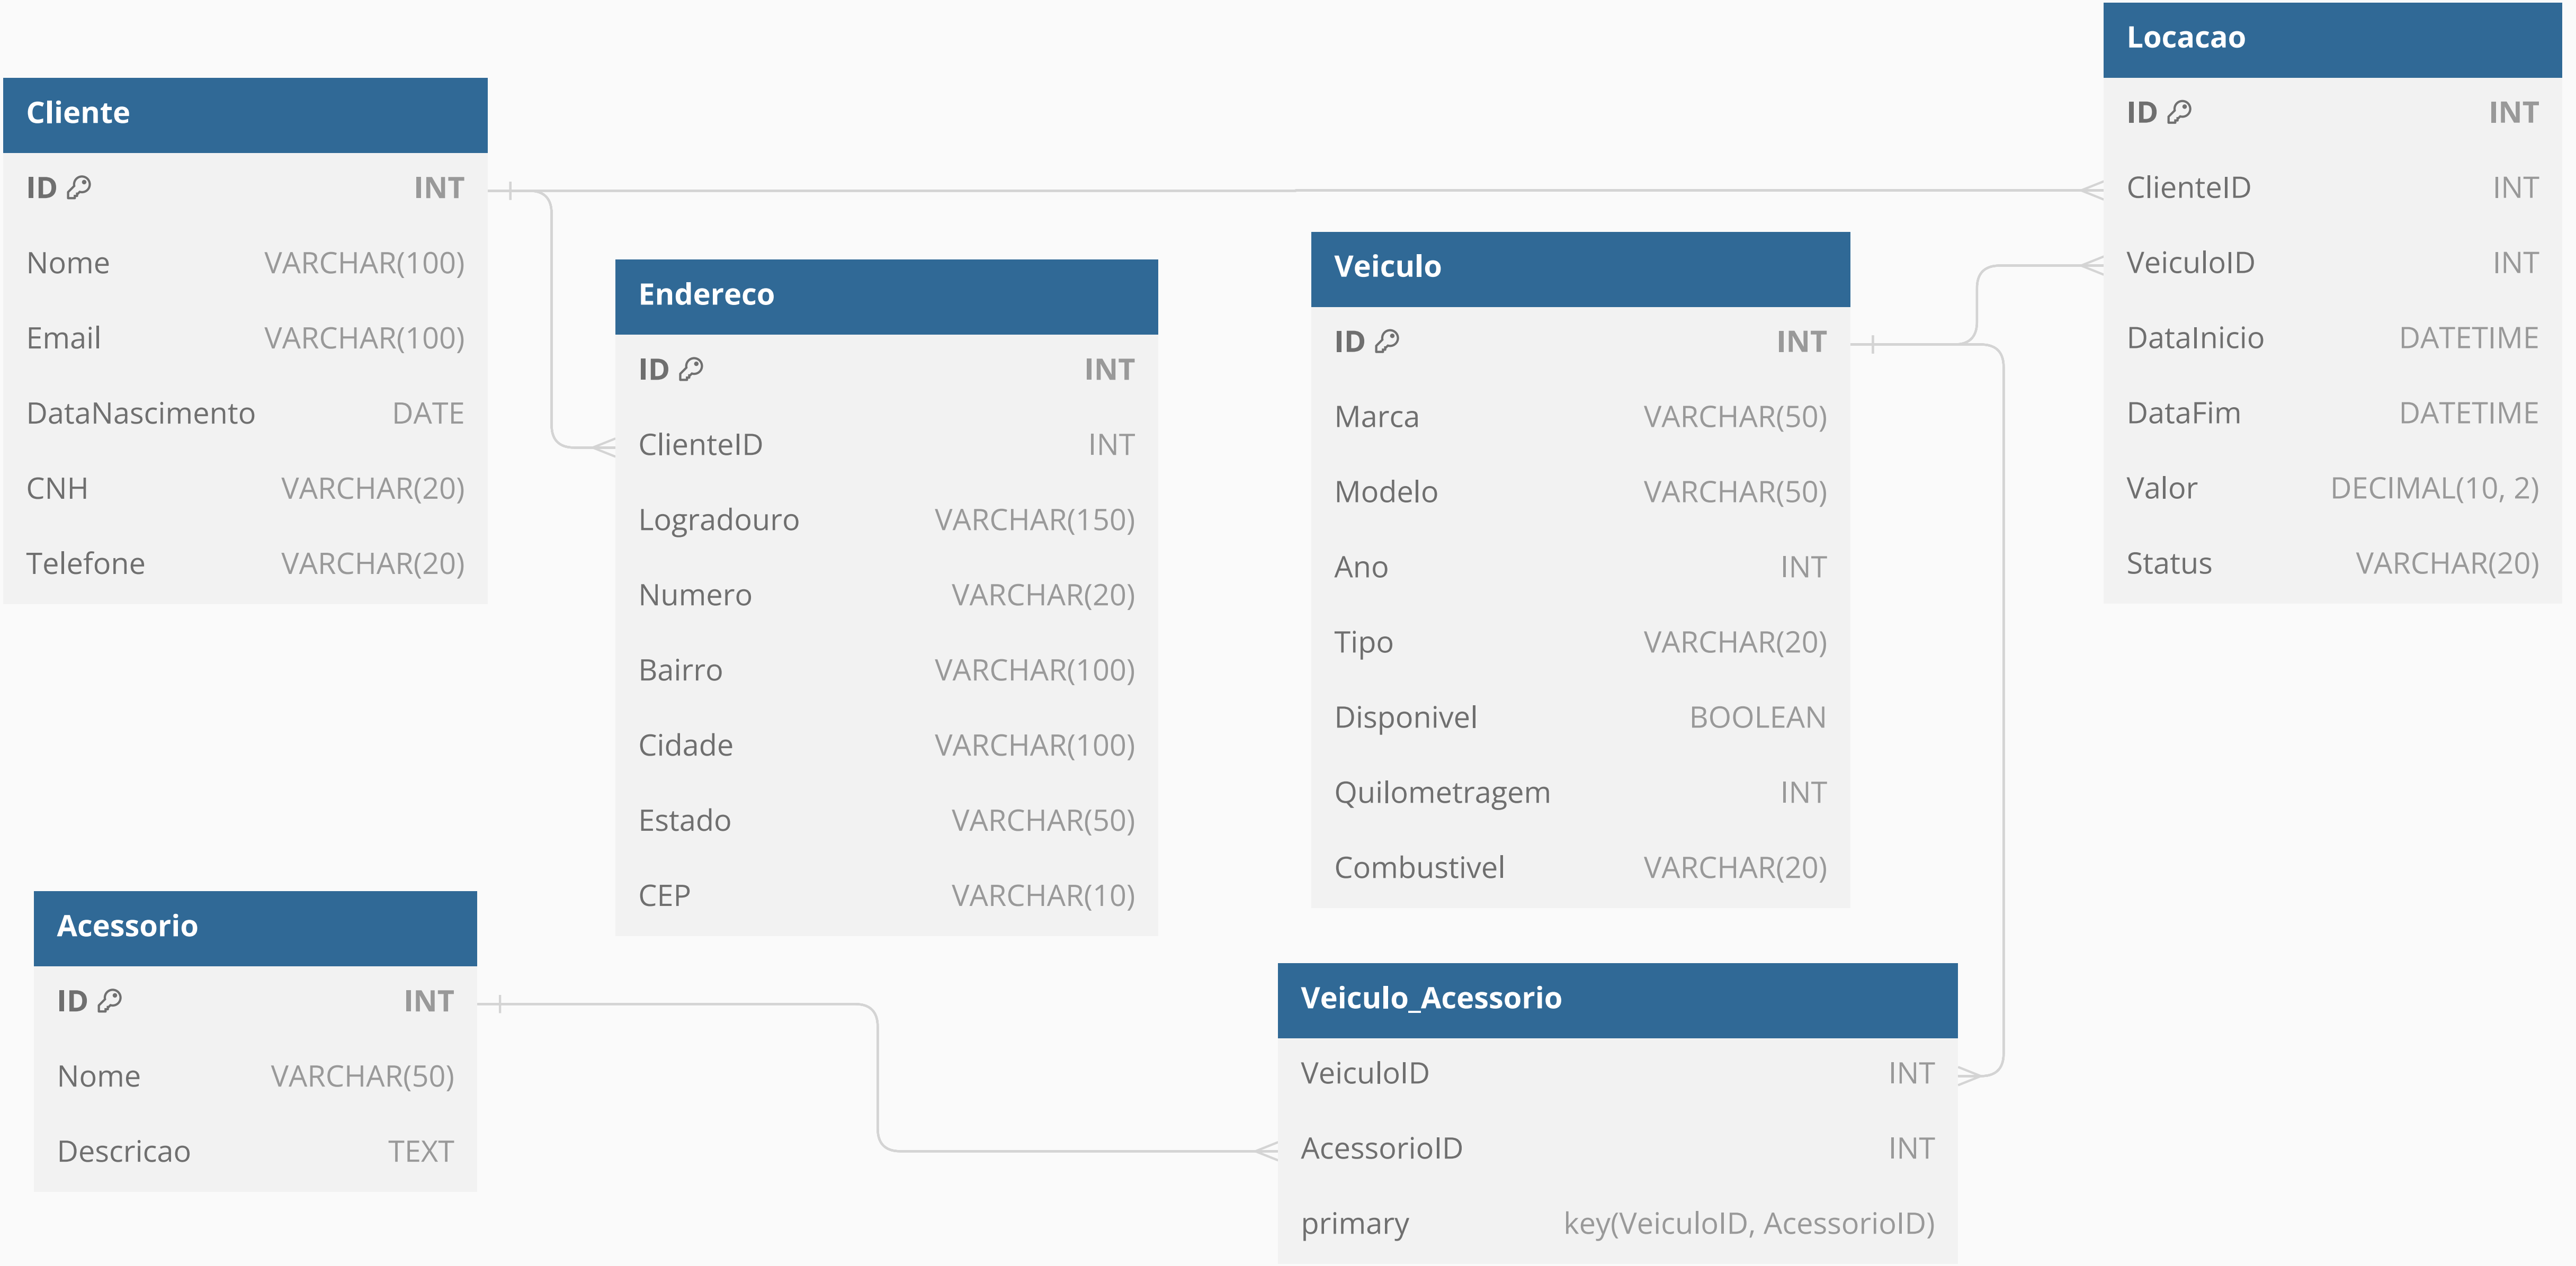 Cliente
ID INT
Nome VARCHAR(100)
Email VARCHAR(100)
DataNascimento DATE
CNH VARCHAR(20)
Telefone VARCHAR(20)
Endereco
ID INT
ClienteID INT
Logradouro VARCHAR(150)
Numero VARCHAR(20)
Bairro VARCHAR(100)
Cidade VARCHAR(100)
Estado VARCHAR(50)
CEP VARCHAR(10)
Veiculo
ID INT
Marca VARCHAR(50)
Modelo VARCHAR(50)
Ano INT
Tipo VARCHAR(20)
Disponivel BOOLEAN
Quilometragem INT
Combustivel VARCHAR(20)
Locacao
ID INT
ClienteID INT
VeiculoID INT
DataInicio DATETIME
DataFim DATETIME
Valor DECIMAL(10, 2)
Status VARCHAR(20)
Acessorio
ID INT
Nome VARCHAR(50)
Descricao TEXT
Veiculo_Acessorio
VeiculoID INT
AcessorioID INT
primary key(VeiculoID, AcessorioID)